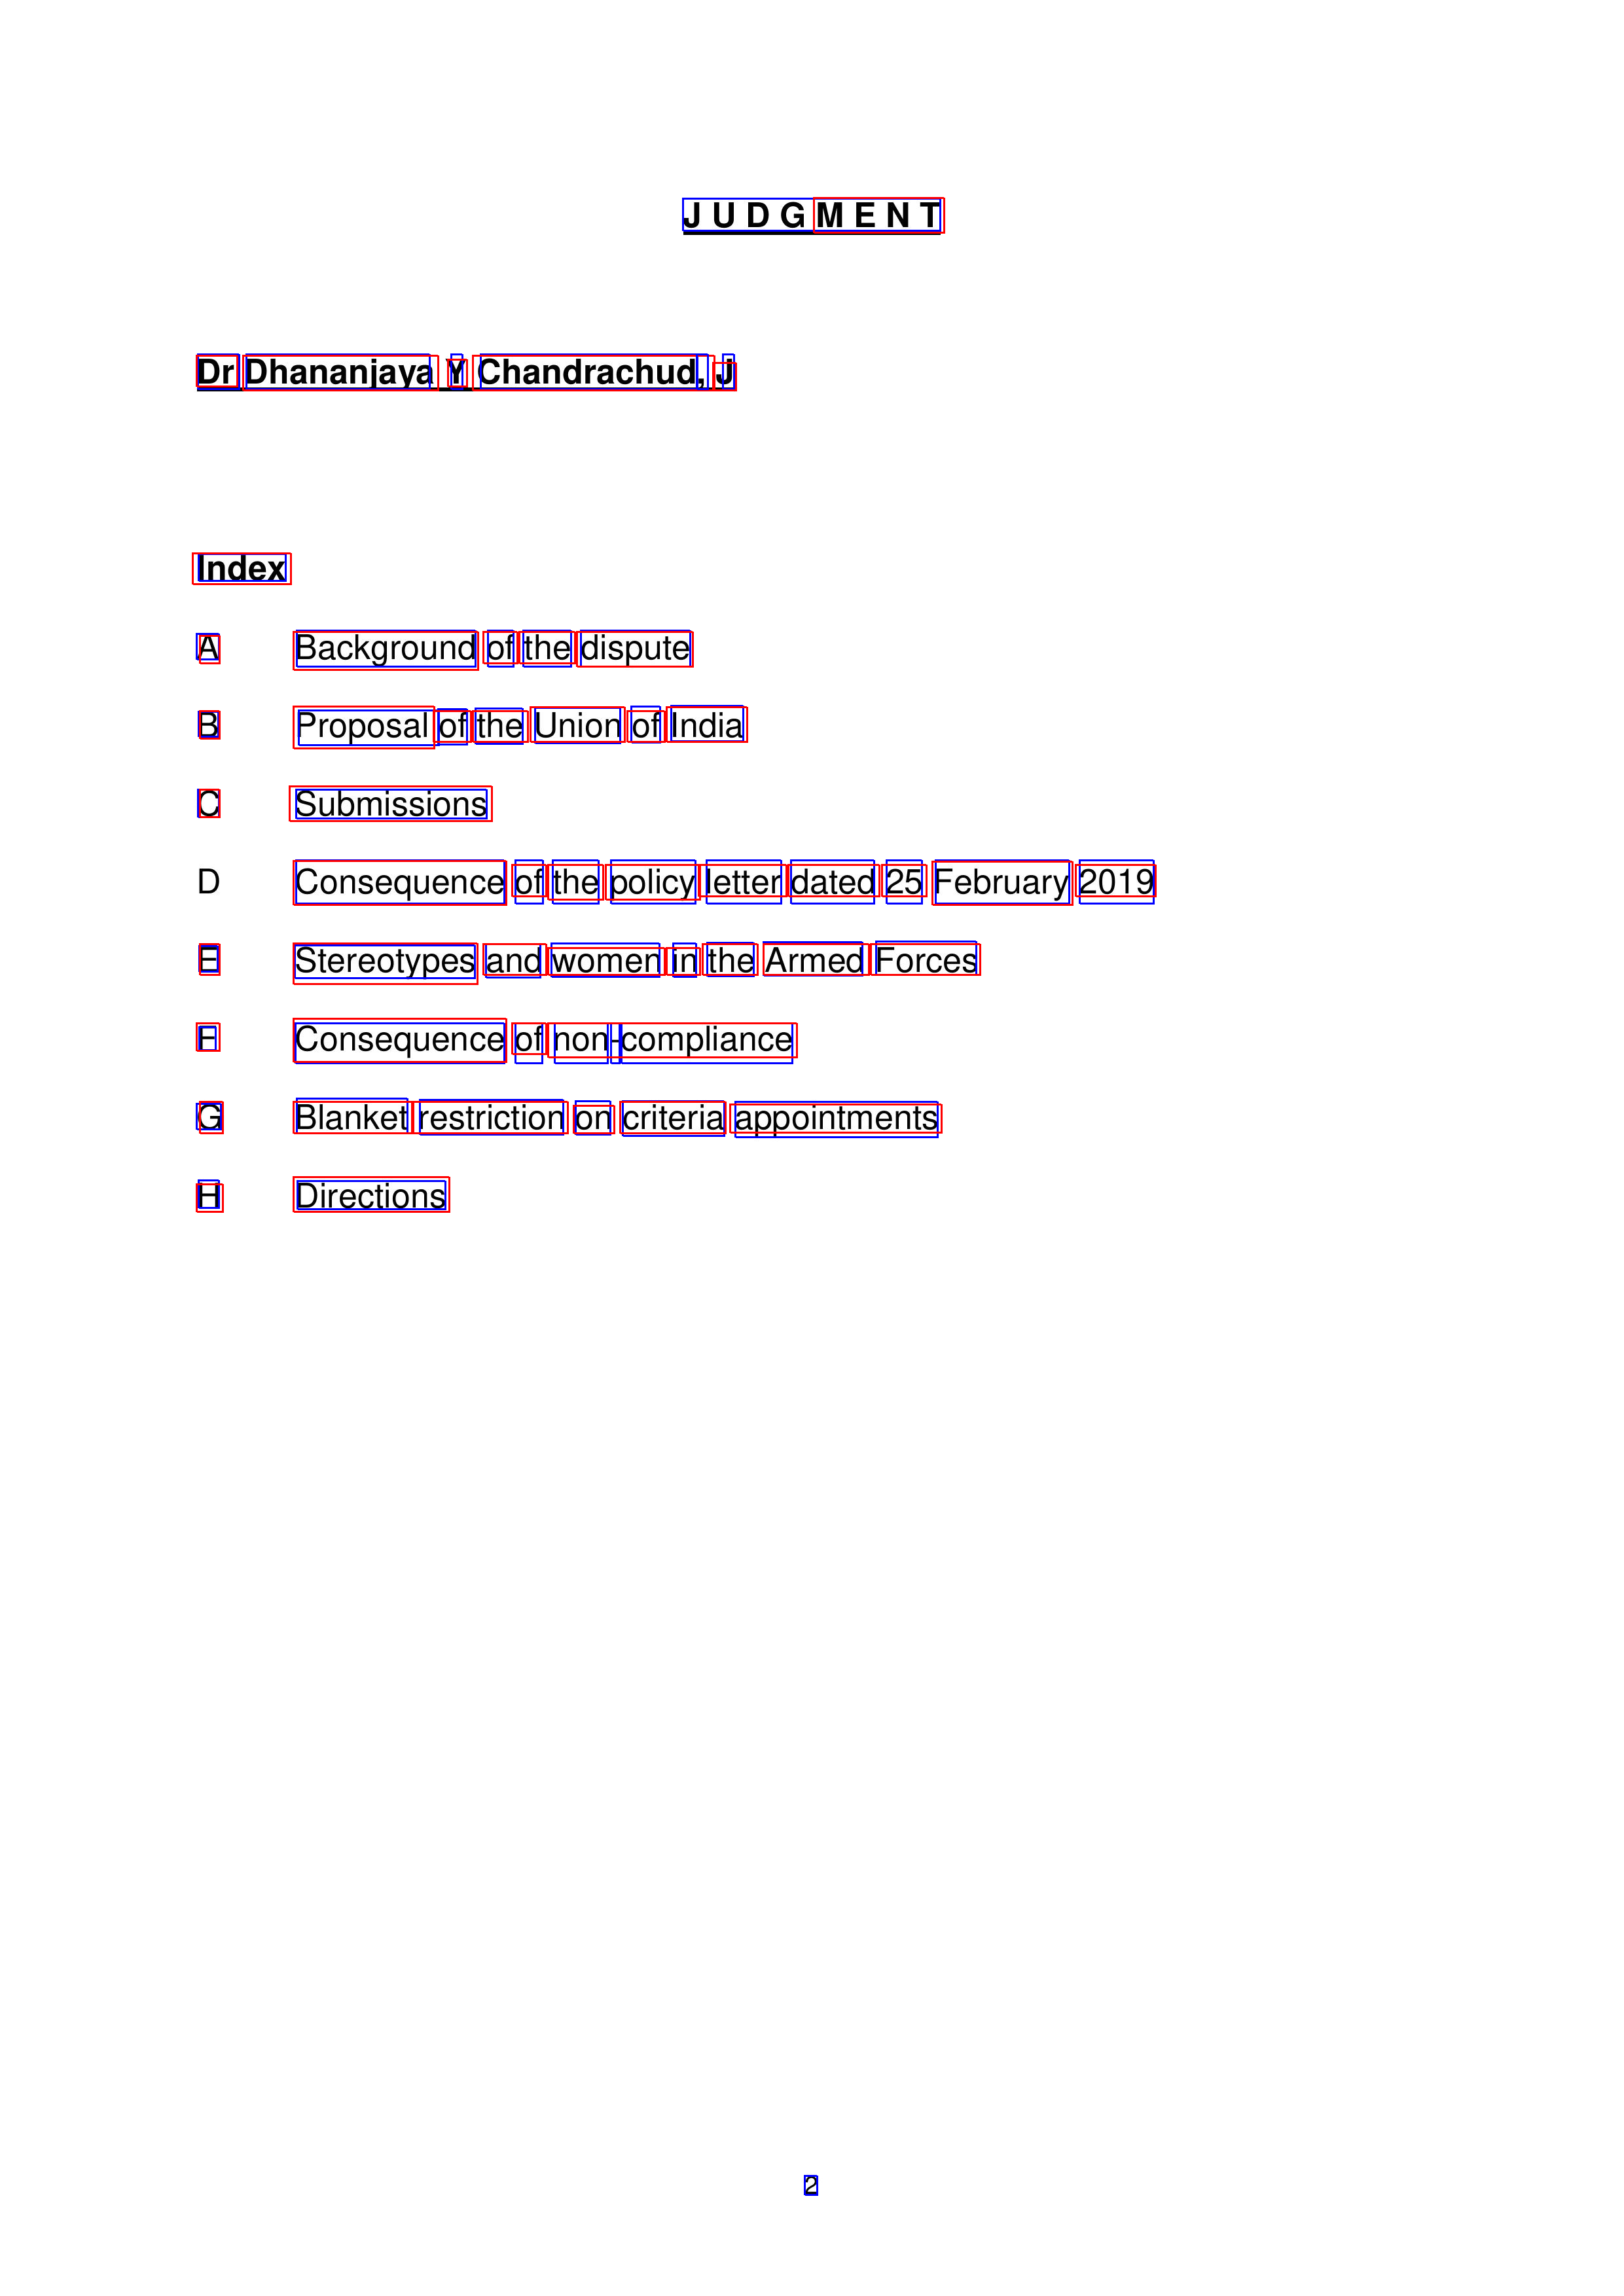 J U D G M E N T
Dr Dhananjaya Y Chandrachud, J
Index
A Background of the dispute
B Proposal of the Union of India
C Submissions
D Consequence of the policy letter dated 25 February 2019
E Stereotypes and women in the Armed Forces
F Consequence of non-compliance
G Blanket restriction on criteria appointments
H Directions
2